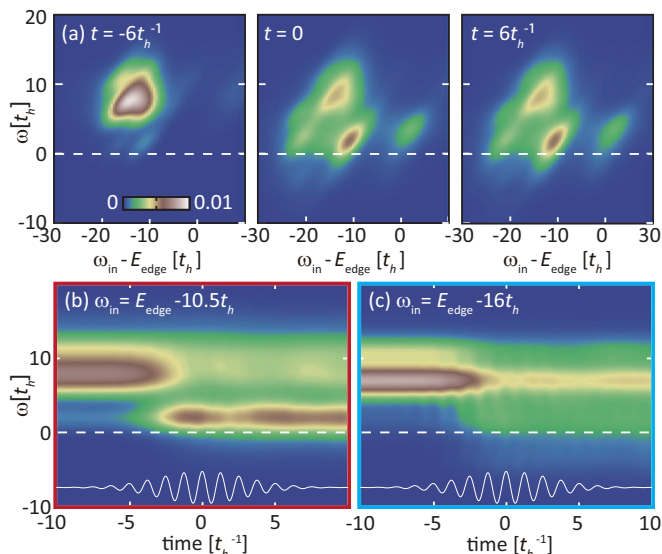 20
(a) t = -6t_h^-1
t = 0
t = 6t_h^-1
10
ω[t_h]
0
0 0.01
-10
-30 -20 -10 0
-30 -20 -10 0
-30 -20 -10 0 10 30
ω_in - E_edge [t_h]
ω_in - E_edge [t_h]
ω_in - E_edge [t_h]
(b) ω_in = E_edge -10.5t_h
(c) ω_in = E_edge -16t_h
10
ω[t_h]
0
-10
-10 -5 0 5 -10 -5 0 5 10
time [t_h^-1]
time [t_h^-1]